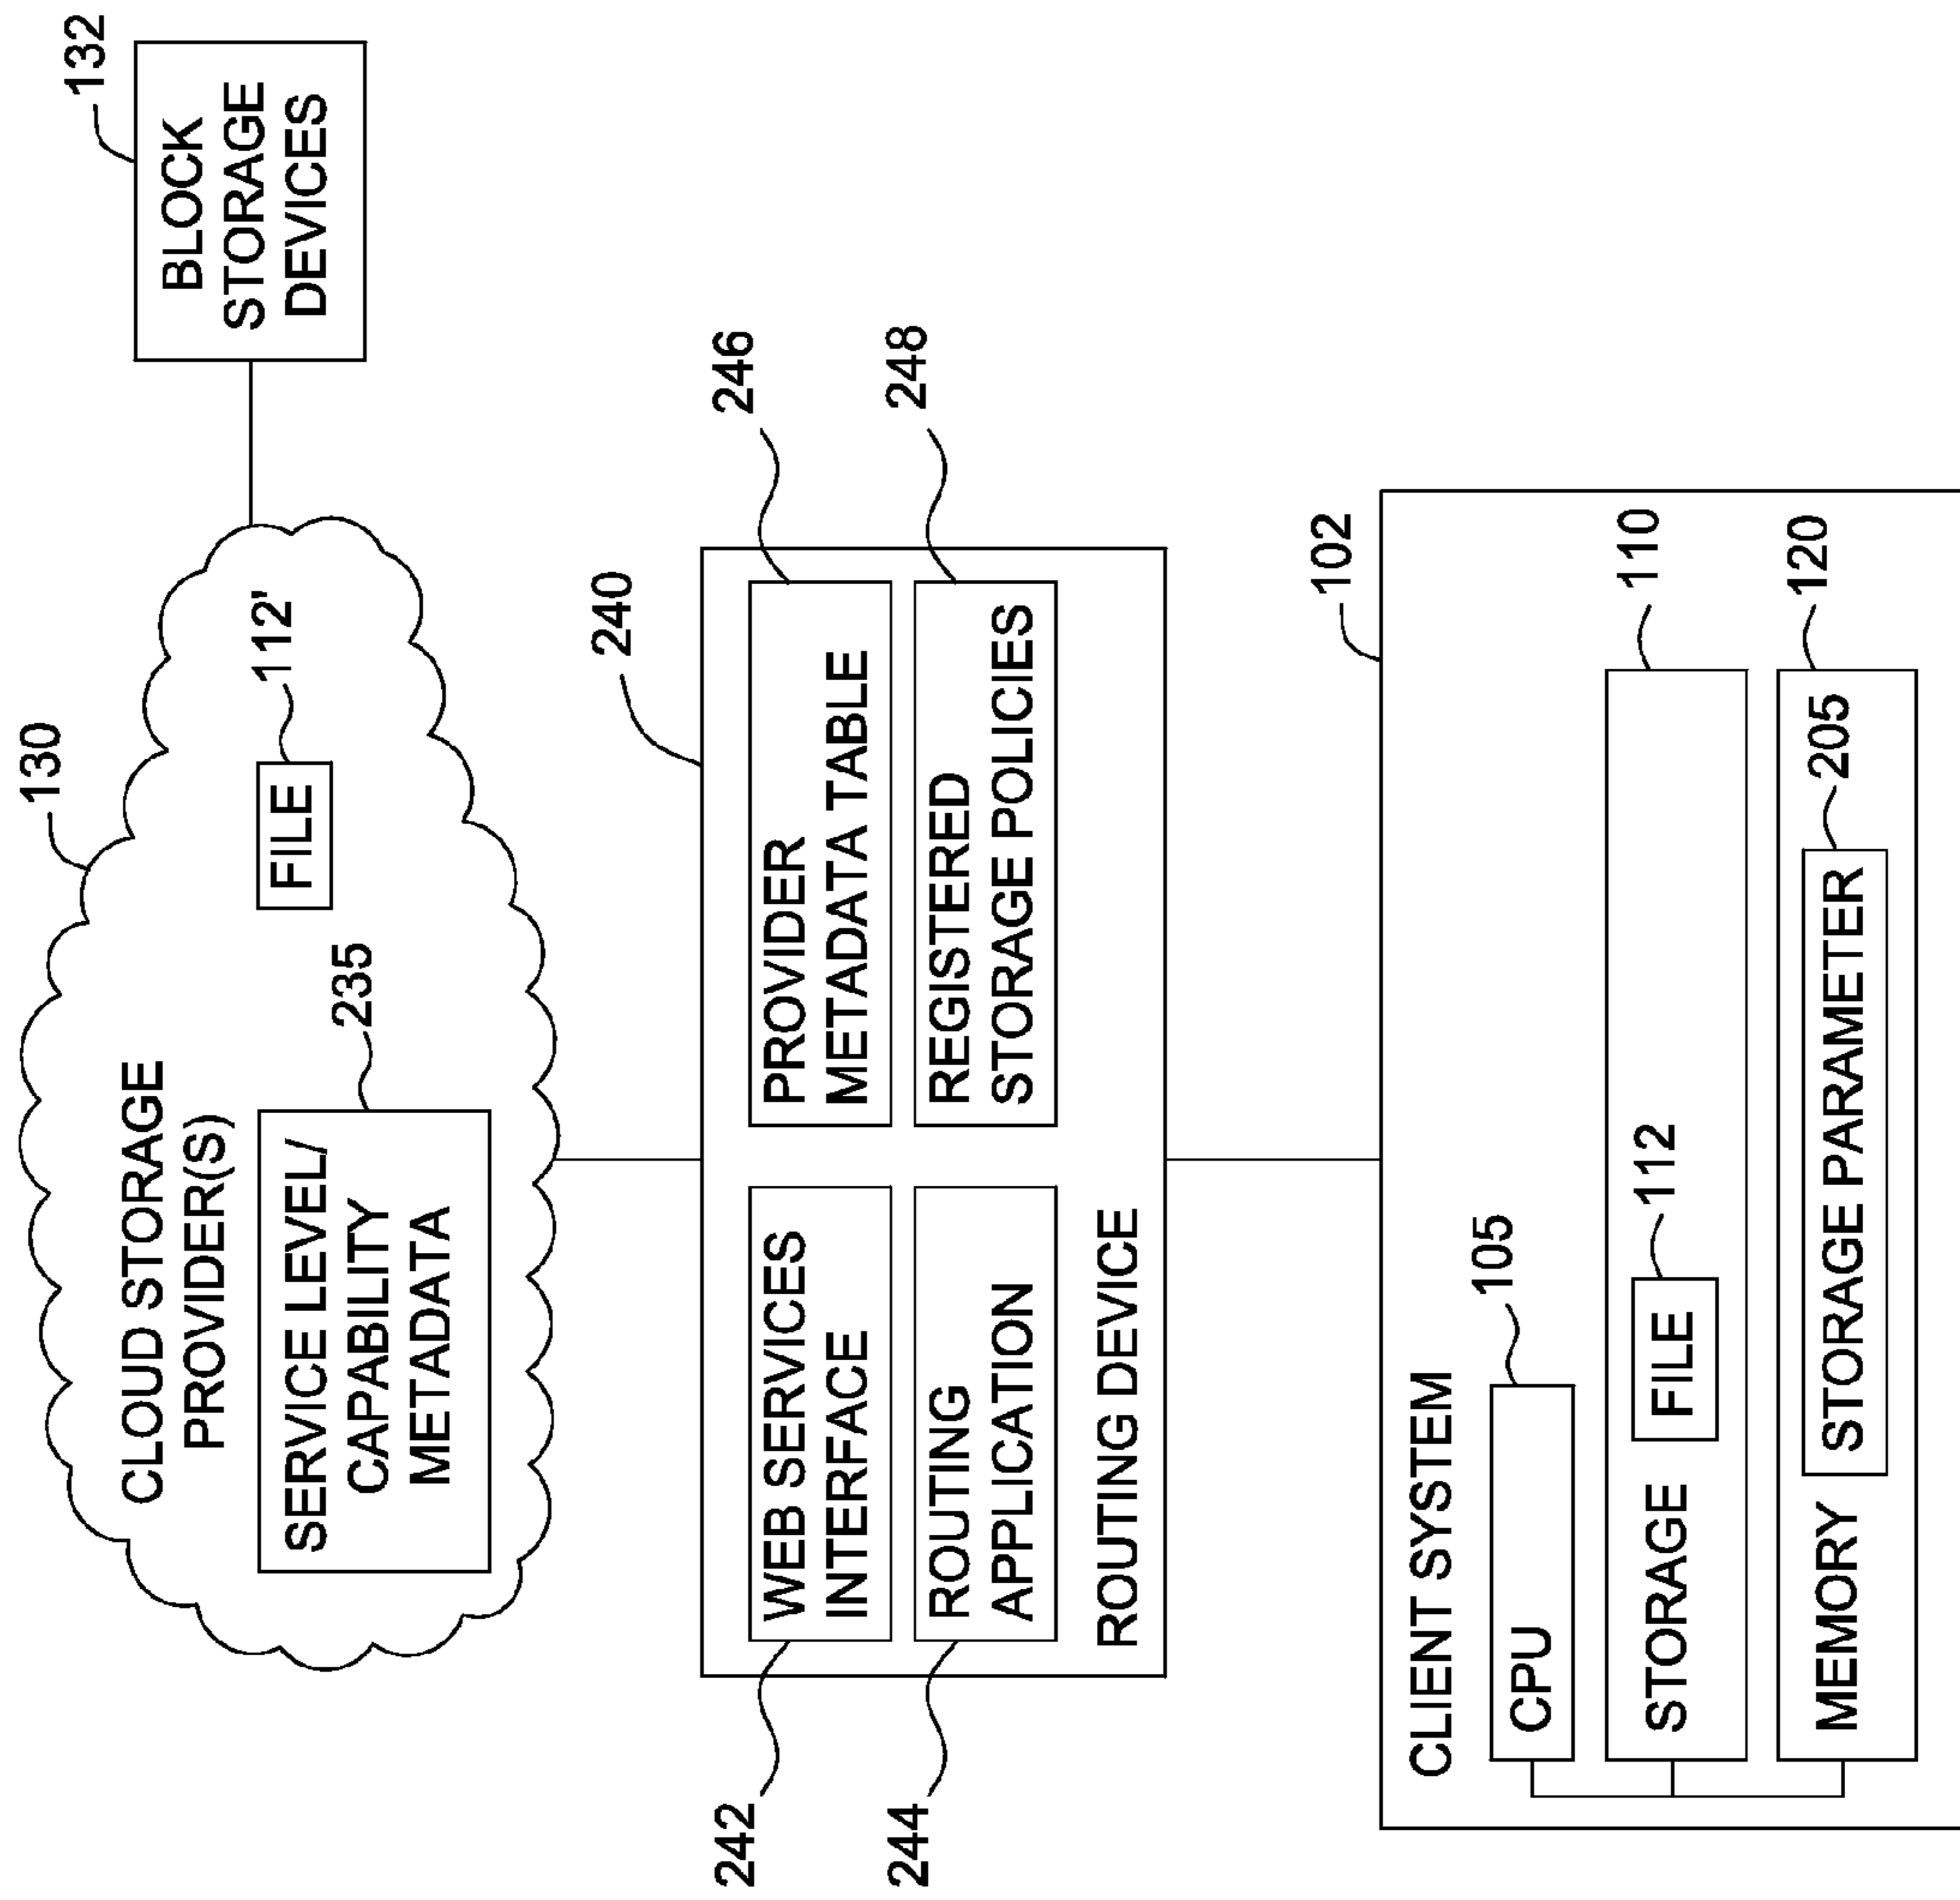 130
CLOUD STORAGE
PROVIDER(S)
SERVICE LEVEL/
CAPABILITY
METADATA
235
FILE
112'
132
BLOCK
STORAGE
DEVICES
240
242
WEB SERVICES
INTERFACE
PROVIDER
METADATA TABLE
246
244
ROUTING
APPLICATION
REGISTERED
STORAGE POLICIES
248
ROUTING DEVICE
102
CLIENT SYSTEM
CPU
105
STORAGE
FILE
112
110
MEMORY
STORAGE PARAMETER
205
120